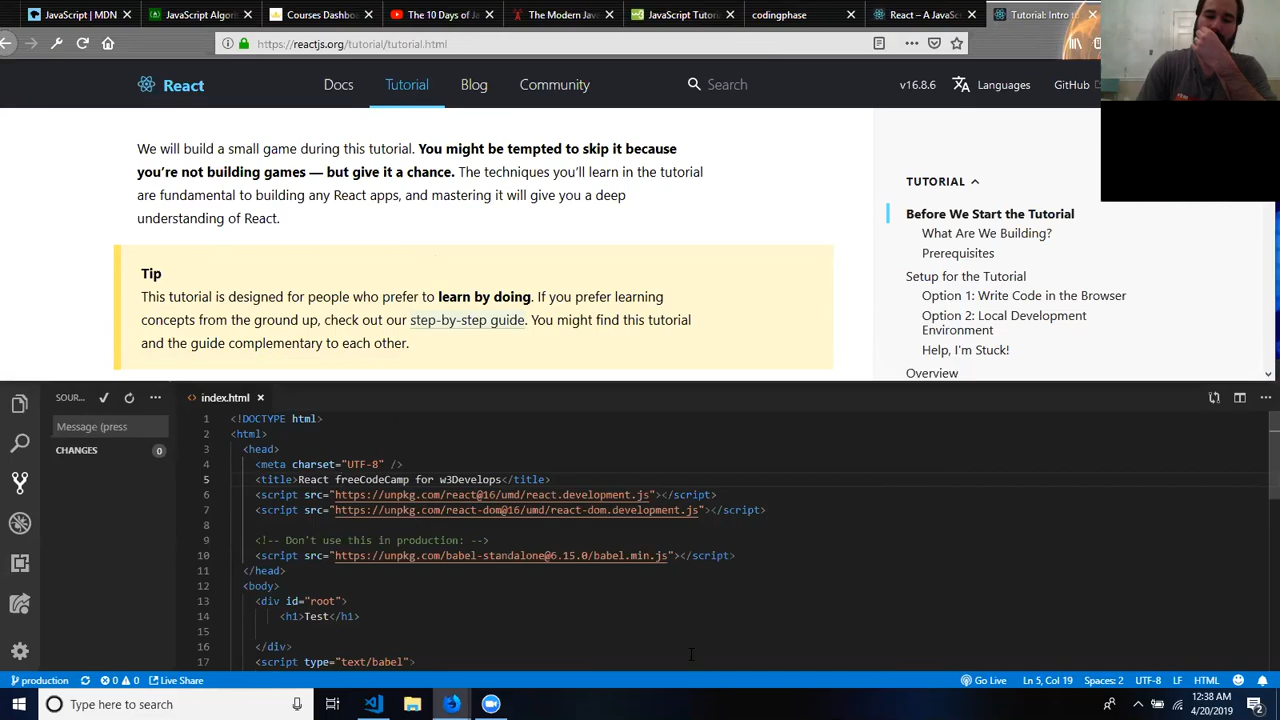 JavaScript | MDN
JavaScript Algori
Courses Dashbo
The 10 Days of Ja
The Modern Java
JavaScript Tutoria
codingphase
React – A JavaSc
Tutorial: Intro to
https://reactjs.org/tutorial/tutorial.html
React
Docs
Tutorial
Blog
Community
Search
v16.8.6
Languages
GitHub
We will build a small game during this tutorial. You might be tempted to skip it because
you're not building games — but give it a chance. The techniques you'll learn in the tutorial
are fundamental to building any React apps, and mastering it will give you a deep
understanding of React.
Tip
This tutorial is designed for people who prefer to learn by doing. If you prefer learning
concepts from the ground up, check out our step-by-step guide. You might find this tutorial
and the guide complementary to each other.
TUTORIAL
Before We Start the Tutorial
What Are We Building?
Prerequisites
Setup for the Tutorial
Option 1: Write Code in the Browser
Option 2: Local Development
Environment
Help, I'm Stuck!
Overview
SOUR...
Message (press
CHANGES 0
index.html
1 <!DOCTYPE html>
2 <html>
3 <head>
4 <meta charset="UTF-8" />
5 <title>React freeCodeCamp for w3Develops</title>
6 <script src="https://unpkg.com/react@16/umd/react.development.js"></script>
7 <script src="https://unpkg.com/react-dom@16/umd/react-dom.development.js"></script>
8
9 <!-- Don't use this in production: -->
10 <script src="https://unpkg.com/babel-standalone@6.15.0/babel.min.js"></script>
11 </head>
12 <body>
13 <div id="root">
14 <h1>Test</h1>
15
16 </div>
17 <script type="text/babel">
production
0 0
Live Share
Go Live
Ln 5, Col 19
Spaces: 2
UTF-8
LF
HTML
Type here to search
12:38 AM
4/20/2019
2